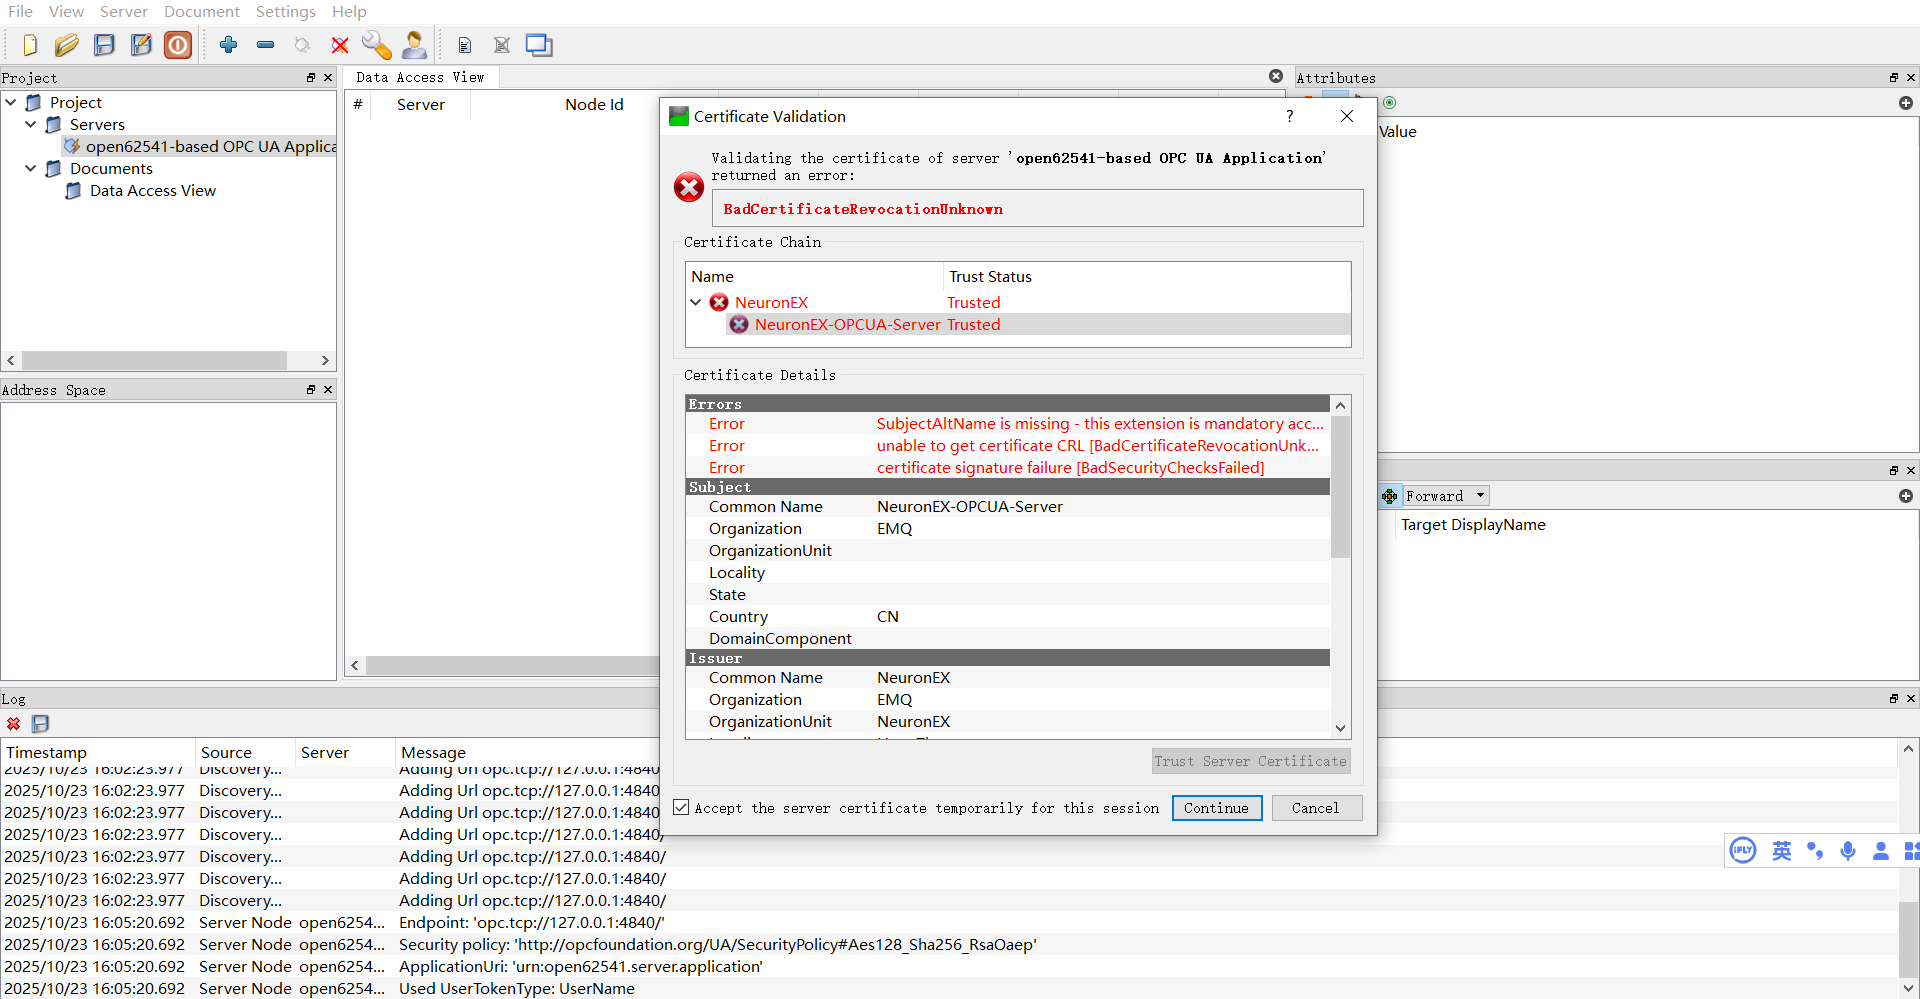 File View Server Document Settings Help
Project
Project
Servers
open62541-based OPC UA Applica
Documents
Data Access View
Address Space
Data Access View
# Server Node Id
Attributes
Value
Forward
Target DisplayName
Certificate Validation
?
Validating the certificate of server 'open62541-based OPC UA Application'
returned an error:
BadCertificateRevocationUnknown
Certificate Chain
Name Trust Status
NeuronEX Trusted
NeuronEX-OPCUA-Server Trusted
Certificate Details
Errors
Error SubjectAltName is missing - this extension is mandatory acc...
Error unable to get certificate CRL [BadCertificateRevocationUnk...
Error certificate signature failure [BadSecurityChecksFailed]
Subject
Common Name NeuronEX-OPCUA-Server
Organization EMQ
OrganizationUnit
Locality
State
Country CN
DomainComponent
Issuer
Common Name NeuronEX
Organization EMQ
OrganizationUnit NeuronEX
Trust Server Certificate
Accept the server certificate temporarily for this session Continue Cancel
Log
Timestamp Source Server Message
2025/10/23 16:02:23.977 Discovery... Adding Url opc.tcp://127.0.0.1:4840/
2025/10/23 16:02:23.977 Discovery... Adding Url opc.tcp://127.0.0.1:4840/
2025/10/23 16:02:23.977 Discovery... Adding Url opc.tcp://127.0.0.1:4840/
2025/10/23 16:02:23.977 Discovery... Adding Url opc.tcp://127.0.0.1:4840/
2025/10/23 16:02:23.977 Discovery... Adding Url opc.tcp://127.0.0.1:4840/
2025/10/23 16:02:23.977 Discovery... Adding Url opc.tcp://127.0.0.1:4840/
2025/10/23 16:02:23.977 Discovery... Adding Url opc.tcp://127.0.0.1:4840/
2025/10/23 16:05:20.692 Server Node open6254... Endpoint: 'opc.tcp://127.0.0.1:4840/'
2025/10/23 16:05:20.692 Server Node open6254... Security policy: 'http://opcfoundation.org/UA/SecurityPolicy#Aes128_Sha256_RsaOaep'
2025/10/23 16:05:20.692 Server Node open6254... ApplicationUri: 'urn:open62541.server.application'
2025/10/23 16:05:20.692 Server Node open6254... Used UserTokenType: UserName
iFLY 英